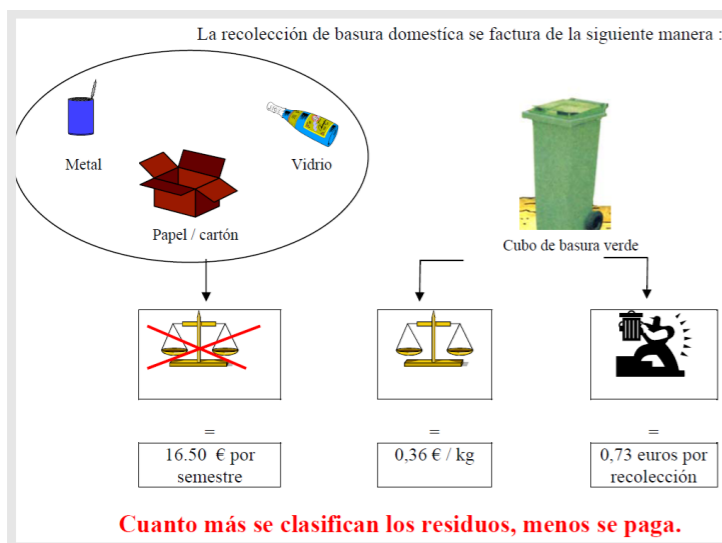 La recolección de basura domestíca se factura de la siguiente manera :
Metal
Vidrio
Papel / cartón
Cubo de basura verde
=
=
=
16.50 € por
semestre
0,36 € / kg
0,73 euros por
recolección
Cuanto más se clasifican los residuos, menos se paga.